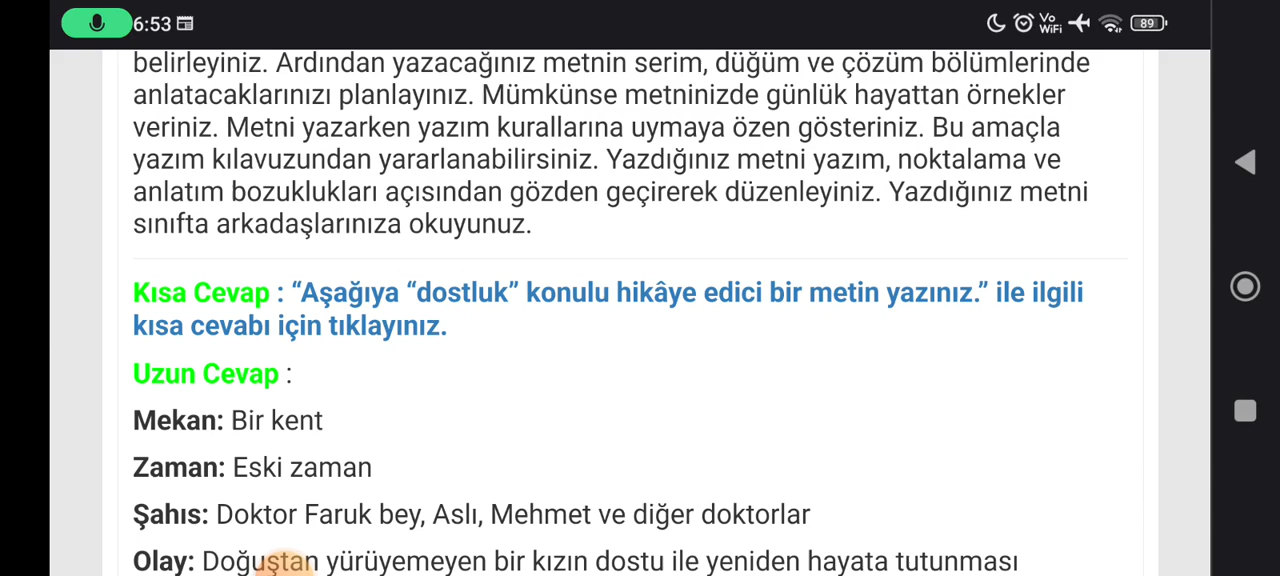 6:53
Vo
WiFi
89
belirleyiniz. Ardından yazacağınız metnin serim, düğüm ve çözüm bölümlerinde
anlatacaklarınızı planlayınız. Mümkünse metninizde günlük hayattan örnekler
veriniz. Metni yazarken yazım kurallarına uymaya özen gösteriniz. Bu amaçla
yazım kılavuzundan yararlanabilirsiniz. Yazdığınız metni yazım, noktalama ve
anlatım bozuklukları açısından gözden geçirerek düzenleyiniz. Yazdığınız metni
sınıfta arkadaşlarınıza okuyunuz.
Kısa Cevap : “Aşağıya “dostluk” konulu hikâye edici bir metin yazınız.” ile ilgili
kısa cevabı için tıklayınız.
Uzun Cevap :
Mekan: Bir kent
Zaman: Eski zaman
Şahıs: Doktor Faruk bey, Aslı, Mehmet ve diğer doktorlar
Olay: Doğuştan yürüyemeyen bir kızın dostu ile yeniden hayata tutunması